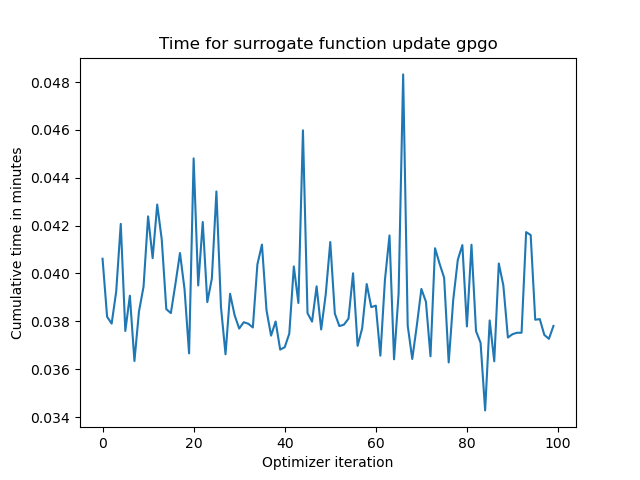 Time for surrogate function update gpgo
Cumulative time in minutes
0.048
0.046
0.044
0.042
0.040
0.038
0.036
0.034
0 20 40 60 80 100
Optimizer iteration